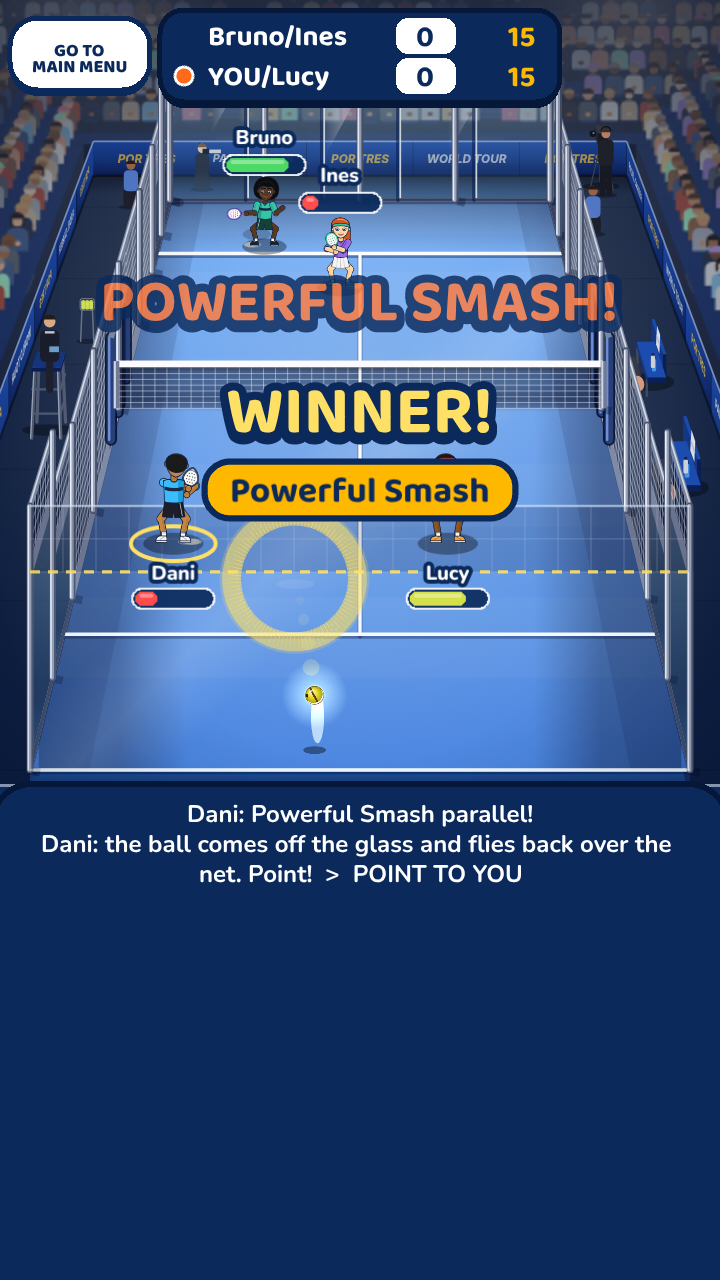 GO TO
MAIN MENU
Bruno/Ines 0 15
YOU/Lucy 0 15
WORLD TOUR
Bruno
Ines
POWERFUL SMASH!
WINNER!
Powerful Smash
Dani
Lucy
Dani: Powerful Smash parallel!
Dani: the ball comes off the glass and flies back over the
net. Point! > POINT TO YOU